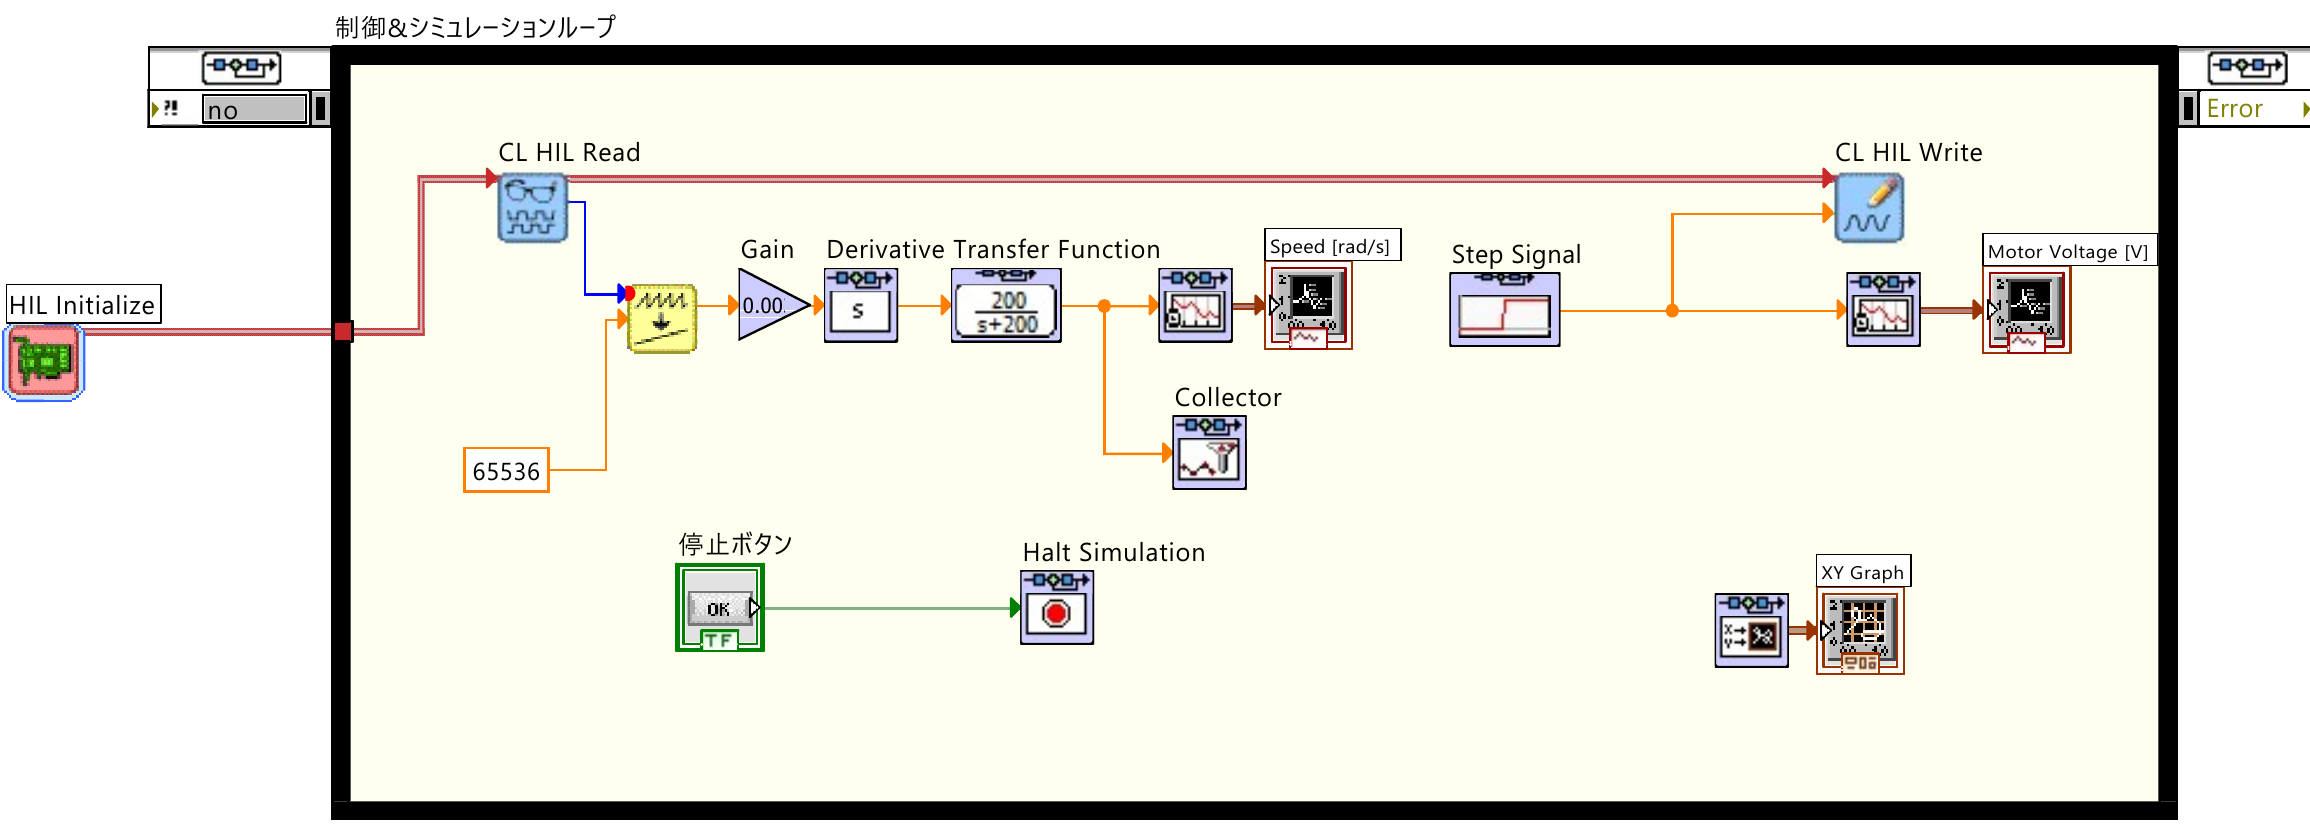 制御&シミュレーションループ
?! no
Error
CL HIL Read
CL HIL Write
HIL Initialize
Gain
Derivative
Transfer Function
Speed [rad/s]
Step Signal
Motor Voltage [V]
0.00
s
200
s+200
Collector
65536
停止ボタン
OK
TF
Halt Simulation
XY Graph
X
Y